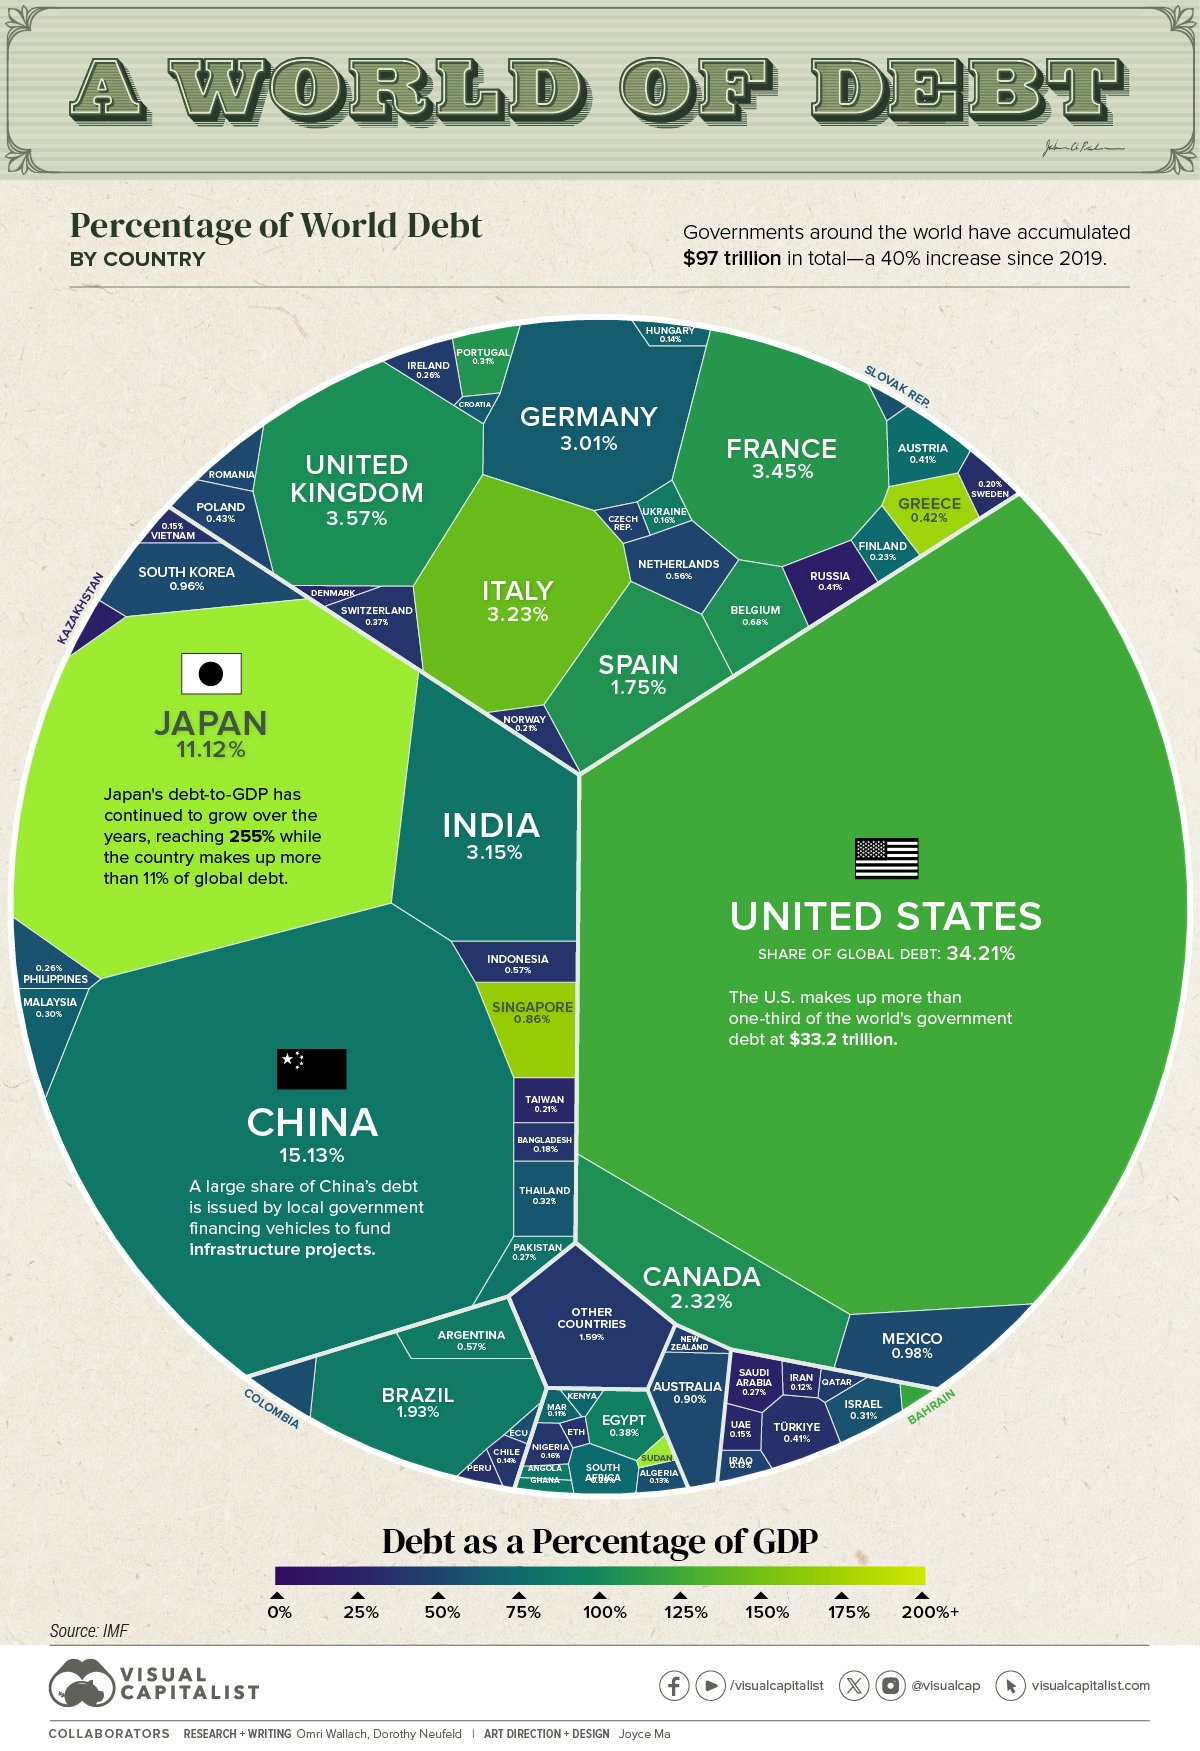 A WORLD OF DEBT
Percentage of World Debt
BY COUNTRY
Governments around the world have accumulated
$97 trillion in total—a 40% increase since 2019.
HUNGARY
0.14%
PORTUGAL
0.31%
IRELAND
0.26%
CROATIA
GERMANY
3.01%
SLOVAK REP.
FRANCE
3.45%
AUSTRIA
0.41%
UNITED
KINGDOM
3.57%
ROMANIA
POLAND
0.43%
0.20%
SWEDEN
GREECE
0.42%
CZECH
REP.
UKRAINE
0.16%
0.15%
VIETNAM
FINLAND
0.23%
SOUTH KOREA
0.96%
NETHERLANDS
0.56%
RUSSIA
0.41%
KAZAKHSTAN
DENMARK
SWITZERLAND
0.37%
ITALY
3.23%
BELGIUM
0.68%
SPAIN
1.75%
NORWAY
0.21%
JAPAN
11.12%
Japan's debt-to-GDP has
continued to grow over the
years, reaching 255% while
the country makes up more
than 11% of global debt.
INDIA
3.15%
UNITED STATES
SHARE OF GLOBAL DEBT: 34.21%
The U.S. makes up more than
one-third of the world's government
debt at $33.2 trillion.
0.26%
PHILIPPINES
MALAYSIA
0.30%
INDONESIA
0.57%
SINGAPORE
0.86%
CHINA
15.13%
A large share of China's debt
is issued by local government
financing vehicles to fund
infrastructure projects.
TAIWAN
0.21%
BANGLADESH
0.18%
THAILAND
0.32%
PAKISTAN
0.27%
CANADA
2.32%
OTHER
COUNTRIES
1.59%
MEXICO
0.98%
ARGENTINA
0.57%
NEW
ZEALAND
COLOMBIA
BRAZIL
1.93%
AUSTRALIA
0.90%
SAUDI
ARABIA
0.27%
IRAN
0.12%
QATAR
ISRAEL
0.31%
BAHRAIN
KENYA
MAR
0.11%
EGYPT
0.38%
UAE
0.15%
TÜRKIYE
0.41%
ECU
ETH
NIGERIA
0.16%
CHILE
0.14%
PERU
SUDAN
IRAQ
0.13%
ANGOLA
GHANA
SOUTH
AFRICA
ALGERIA
0.13%
Debt as a Percentage of GDP
0% 25% 50% 75% 100% 125% 150% 175% 200%+
Source: IMF
VISUAL
CAPITALIST
/visualcapitalist @visualcap visualcapitalist.com
COLLABORATORS RESEARCH + WRITING Omri Wallach, Dorothy Neufeld | ART DIRECTION + DESIGN Joyce Ma